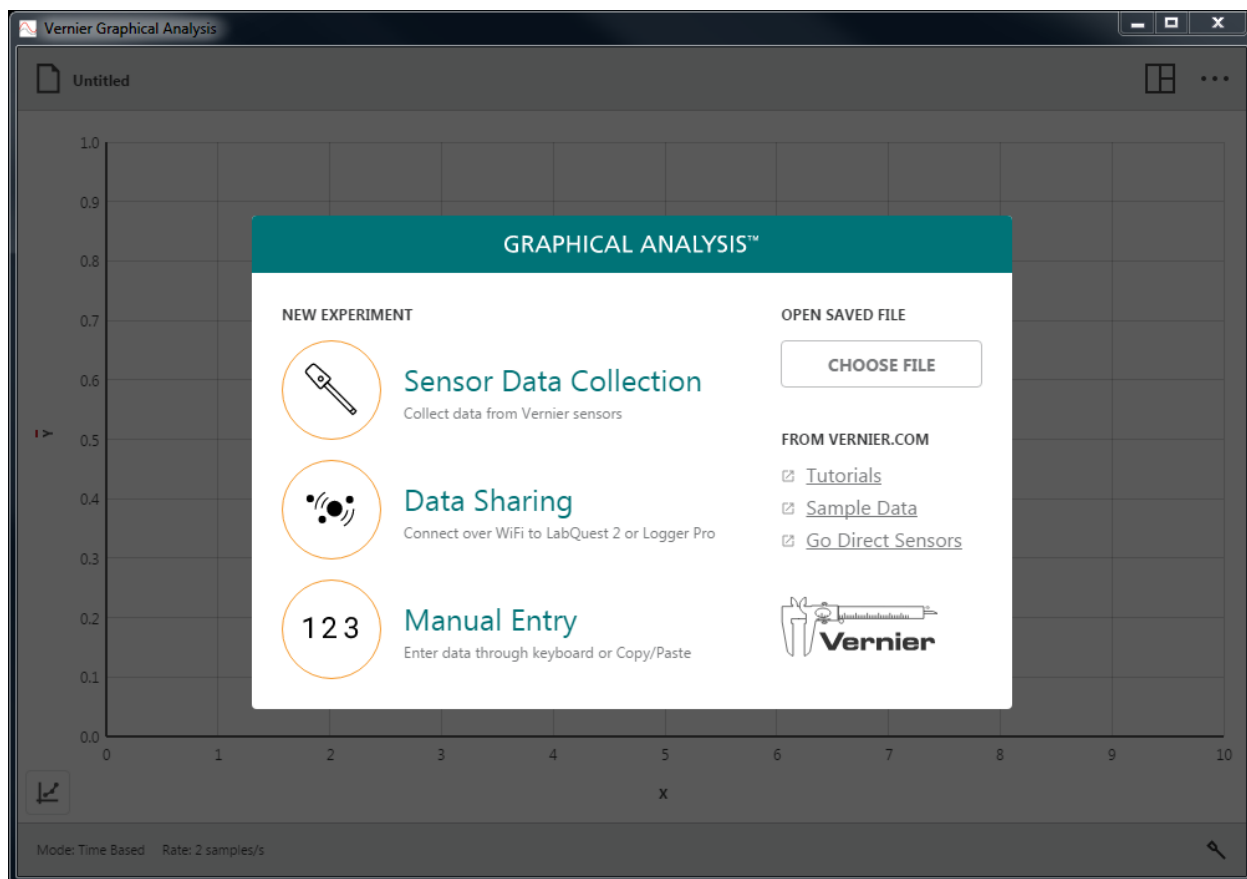 Vernier Graphical Analysis
Untitled
GRAPHICAL ANALYSIS™
NEW EXPERIMENT
Sensor Data Collection
Collect data from Vernier sensors
Data Sharing
Connect over WiFi to LabQuest 2 or Logger Pro
123
Manual Entry
Enter data through keyboard or Copy/Paste
OPEN SAVED FILE
CHOOSE FILE
FROM VERNIER.COM
Tutorials
Sample Data
Go Direct Sensors
Vernier
1.0
0.9
0.8
0.7
0.6
0.5
0.4
0.3
0.2
0.1
0.0
Y
0 1 2 3 4 5 6 7 8 9 10
X
Mode: Time Based Rate: 2 samples/s